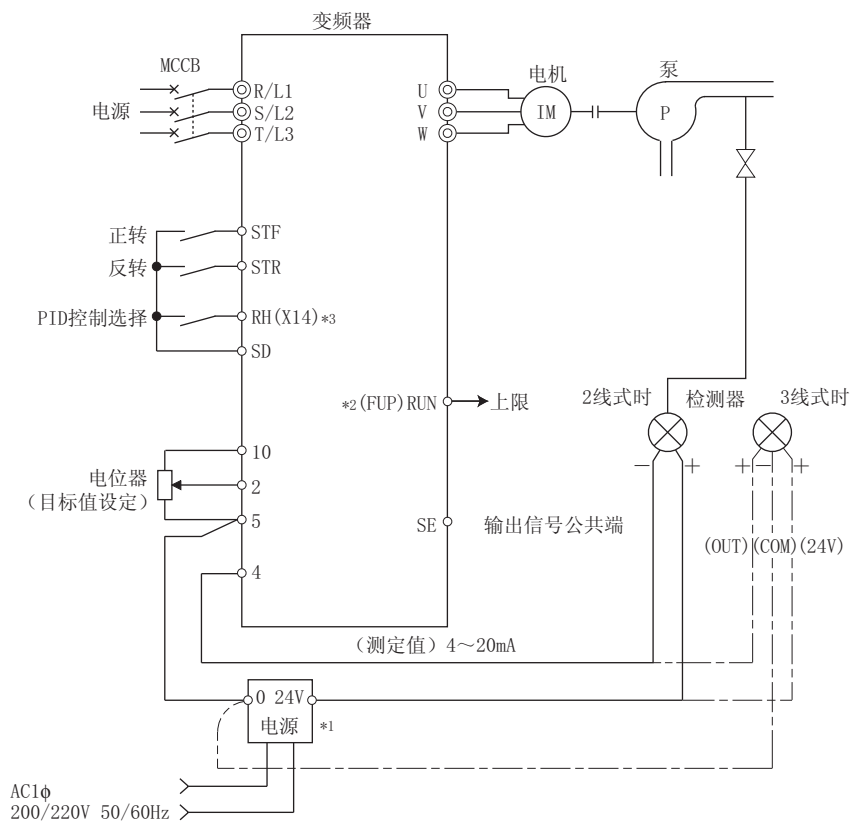 变频器
MCCB
电源
R/L1
S/L2
T/L3
U
V
W
电机
IM
泵
P
正转
反转
PID控制选择
STF
STR
RH(X14)*3
SD
*2(FUP)RUN
上限
2线式时
检测器
3线式时
- +
+ - +
(OUT)(COM)(24V)
电位器
(目标值设定)
10
2
5
4
SE
输出信号公共端
(测定值)4～20mA
0 24V
电源
*1
AC1ϕ
200/220V 50/60Hz